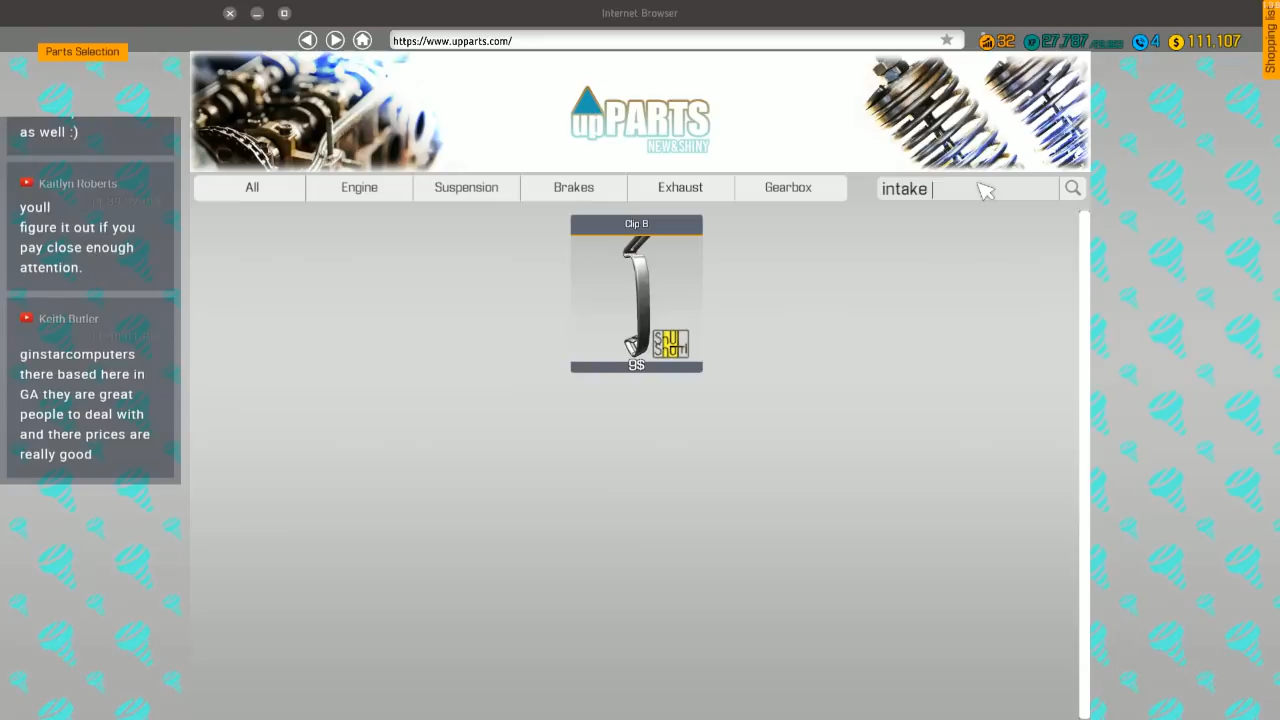 Internet Browser
Parts Selection
https://www.upparts.com/
32
27,787
4
$ 111,107
Shopping list
upPARTS
NEW&SHINY
as well :)
All
Engine
Suspension
Brakes
Exhaust
Gearbox
intake
Kaitlyn Roberts
youll
figure it out if you
pay close enough
attention.
Clip B
9$
Keith Butler
ginstarcomputers
there based here in
GA they are great
people to deal with
and there prices are
really good